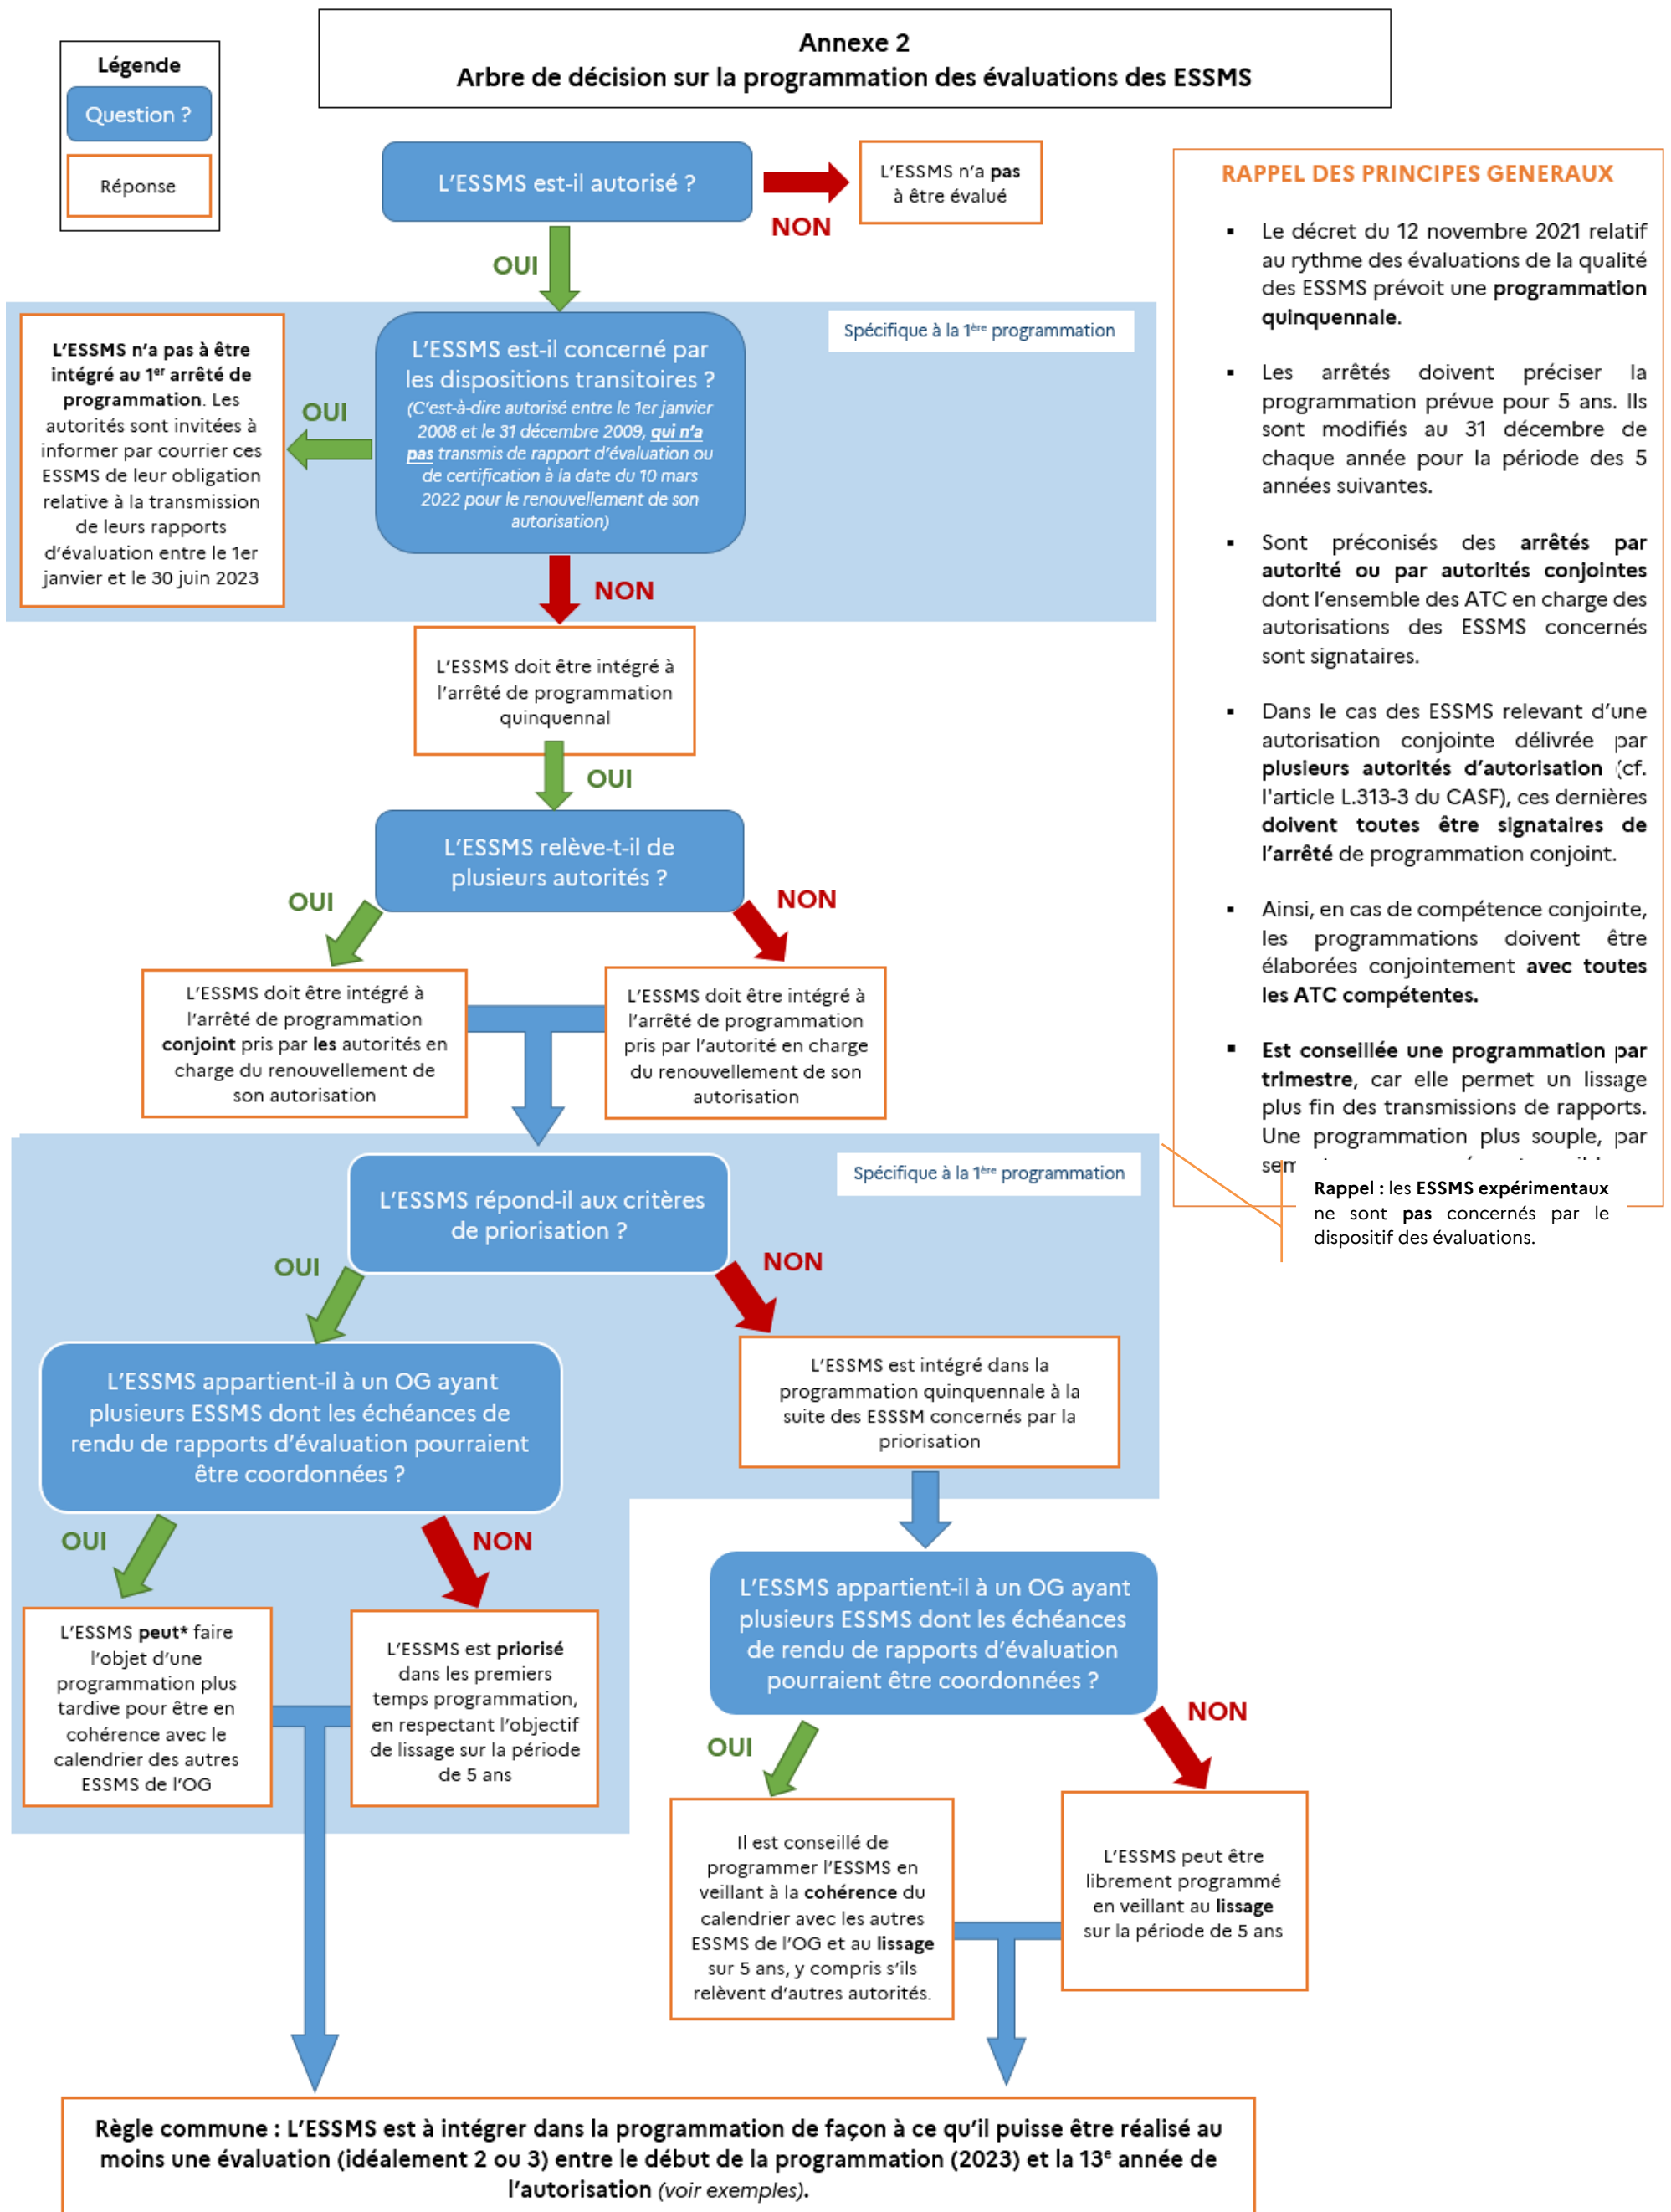 Annexe 2
Arbre de décision sur la programmation des évaluations des ESSMS
Légende
Question ?
Réponse
L'ESSMS est-il autorisé ?
NON
L'ESSMS n'a pas
à être évalué
OUI
Spécifique à la 1ère programmation
L'ESSMS est-il concerné par
les dispositions transitoires ?
(C'est-à-dire autorisé entre le 1er janvier
2008 et le 31 décembre 2009, qui n'a
pas transmis de rapport d'évaluation ou
de certification à la date du 10 mars
2022 pour le renouvellement de son
autorisation)
OUI
L'ESSMS n'a pas à être
intégré au 1er arrêté de
programmation. Les
autorités sont invitées à
informer par courrier ces
ESSMS de leur obligation
relative à la transmission
de leurs rapports
d'évaluation entre le 1er
janvier et le 30 juin 2023
NON
L'ESSMS doit être intégré à
l'arrêté de programmation
quinquennal
OUI
L'ESSMS relève-t-il de
plusieurs autorités ?
OUI
NON
L'ESSMS doit être intégré à
l'arrêté de programmation
conjoint pris par les autorités en
charge du renouvellement de
son autorisation
L'ESSMS doit être intégré à
l'arrêté de programmation
pris par l'autorité en charge
du renouvellement de son
autorisation
Spécifique à la 1ère programmation
L'ESSMS répond-il aux critères
de priorisation ?
OUI
NON
L'ESSMS appartient-il à un OG ayant
plusieurs ESSMS dont les échéances de
rendu de rapports d'évaluation pourraient
être coordonnées ?
L'ESSMS est intégré dans la
programmation quinquennale à la
suite des ESSSM concernés par la
priorisation
OUI
NON
L'ESSMS peut* faire
l'objet d'une
programmation plus
tardive pour être en
cohérence avec le
calendrier des autres
ESSMS de l'OG
L'ESSMS est priorisé
dans les premiers
temps programmation,
en respectant l'objectif
de lissage sur la période
de 5 ans
L'ESSMS appartient-il à un OG ayant
plusieurs ESSMS dont les échéances
de rendu de rapports d'évaluation
pourraient être coordonnées ?
OUI
NON
Il est conseillé de
programmer l'ESSMS en
veillant à la cohérence du
calendrier avec les autres
ESSMS de l'OG et au lissage
sur 5 ans, y compris s'ils
relèvent d'autres autorités.
L'ESSMS peut être
librement programmé
en veillant au lissage
sur la période de 5 ans
Règle commune : L'ESSMS est à intégrer dans la programmation de façon à ce qu'il puisse être réalisé au
moins une évaluation (idéalement 2 ou 3) entre le début de la programmation (2023) et la 13e année de
l'autorisation (voir exemples).
RAPPEL DES PRINCIPES GENERAUX
▪ Le décret du 12 novembre 2021 relatif
au rythme des évaluations de la qualité
des ESSMS prévoit une programmation
quinquennale.
▪ Les arrêtés doivent préciser la
programmation prévue pour 5 ans. Ils
sont modifiés au 31 décembre de
chaque année pour la période des 5
années suivantes.
▪ Sont préconisés des arrêtés par
autorité ou par autorités conjointes
dont l'ensemble des ATC en charge des
autorisations des ESSMS concernés
sont signataires.
▪ Dans le cas des ESSMS relevant d'une
autorisation conjointe délivrée par
plusieurs autorités d'autorisation (cf.
l'article L.313-3 du CASF), ces dernières
doivent toutes être signataires de
l'arrêté de programmation conjoint.
▪ Ainsi, en cas de compétence conjointe,
les programmations doivent être
élaborées conjointement avec toutes
les ATC compétentes.
▪ Est conseillée une programmation par
trimestre, car elle permet un lissage
plus fin des transmissions de rapports.
Une programmation plus souple, par
Rappel : les ESSMS expérimentaux
ne sont pas concernés par le
dispositif des évaluations.